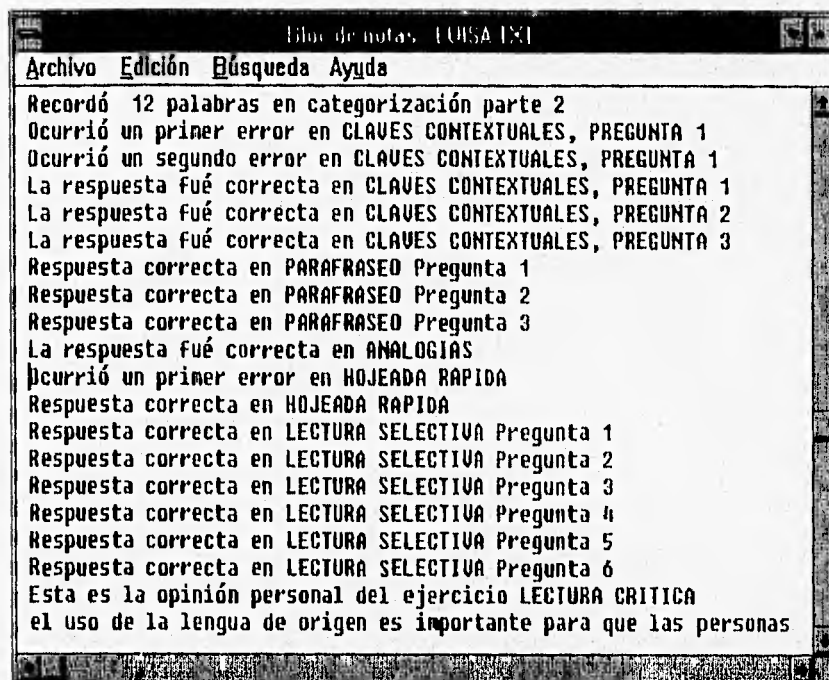 Bloc de notas - LUISA.TXT
Archivo Edición Búsqueda Ayuda
Recordó 12 palabras en categorización parte 2
Ocurrió un primer error en CLAVES CONTEXTUALES, PREGUNTA 1
Ocurrió un segundo error en CLAVES CONTEXTUALES, PREGUNTA 1
La respuesta fué correcta en CLAVES CONTEXTUALES, PREGUNTA 1
La respuesta fué correcta en CLAVES CONTEXTUALES, PREGUNTA 2
La respuesta fué correcta en CLAVES CONTEXTUALES, PREGUNTA 3
Respuesta correcta en PARAFRASEO Pregunta 1
Respuesta correcta en PARAFRASEO Pregunta 2
Respuesta correcta en PARAFRASEO Pregunta 3
La respuesta fué correcta en ANALOGIAS
Ocurrió un primer error en HOJEADA RAPIDA
Respuesta correcta en HOJEADA RAPIDA
Respuesta correcta en LECTURA SELECTIVA Pregunta 1
Respuesta correcta en LECTURA SELECTIVA Pregunta 2
Respuesta correcta en LECTURA SELECTIVA Pregunta 3
Respuesta correcta en LECTURA SELECTIVA Pregunta 4
Respuesta correcta en LECTURA SELECTIVA Pregunta 5
Respuesta correcta en LECTURA SELECTIVA Pregunta 6
Esta es la opinión personal del ejercicio LECTURA CRITICA
el uso de la lengua de origen es importante para que las personas